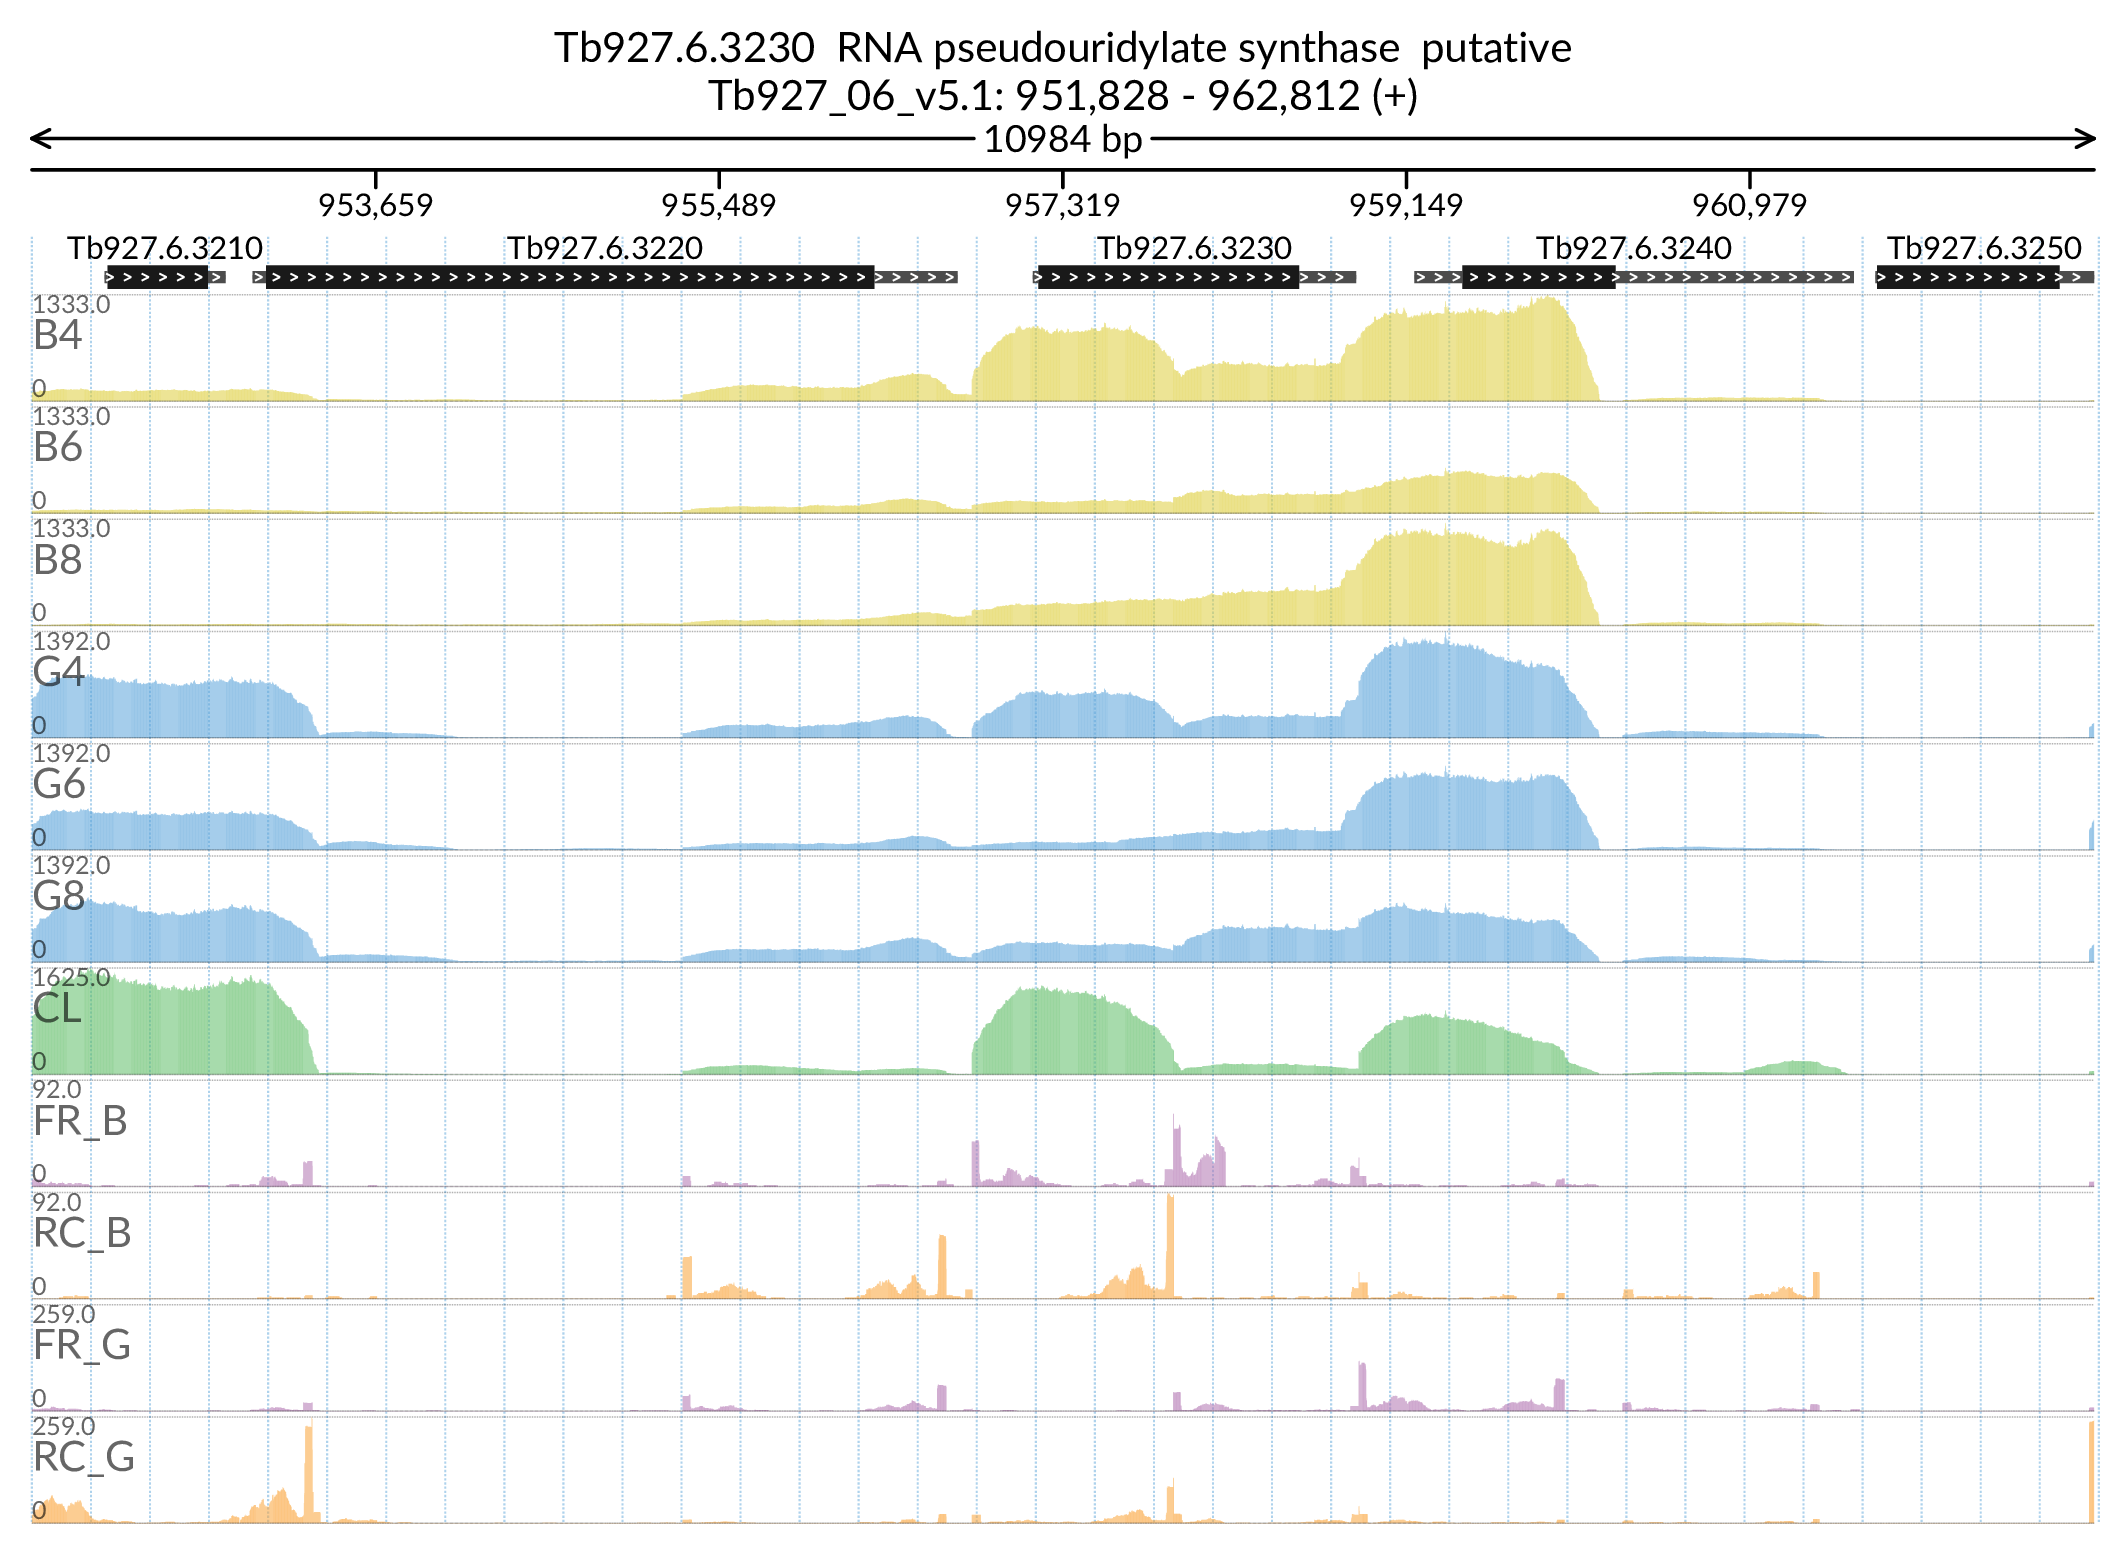 Tb927.6.3230  RNA pseudouridylate synthase  putative
Tb927_06_v5.1: 951,828 - 962,812 (+)
10984 bp
953,659 955,489 957,319 959,149 960,979
Tb927.6.3210 Tb927.6.3220 Tb927.6.3230 Tb927.6.3240 Tb927.6.3250
1333.0
B4
0
1333.0
B6
0
1333.0
B8
0
1392.0
G4
0
1392.0
G6
0
1392.0
G8
0
1625.0
CL
0
92.0
FR_B
0
92.0
RC_B
0
259.0
FR_G
0
259.0
RC_G
0